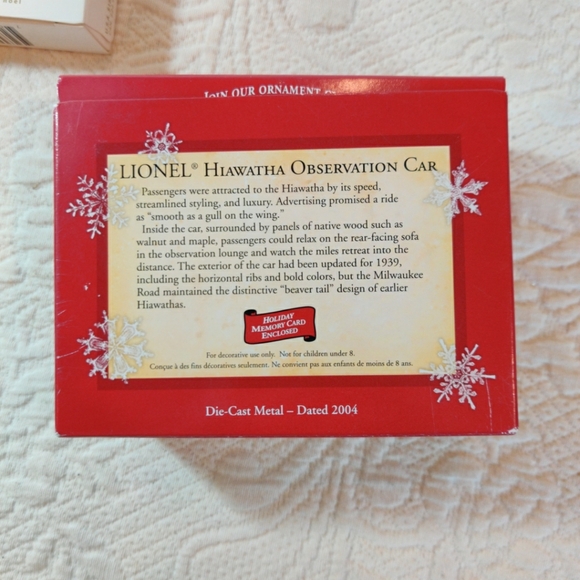 JOIN OUR ORNAMENT
LIONEL® HIAWATHA OBSERVATION CAR
Passengers were attracted to the Hiawatha by its speed,
streamlined styling, and luxury. Advertising promised a ride
as “smooth as a gull on the wing.”
Inside the car, surrounded by panels of native wood such as
walnut and maple, passengers could relax on the rear-facing sofa
in the observation lounge and watch the miles retreat into the
distance. The exterior of the car had been updated for 1939,
including the horizontal ribs and bold colors, but the Milwaukee
Road maintained the distinctive “beaver tail” design of earlier
Hiawathas.
HOLIDAY
MEMORY CARD
ENCLOSED
For decorative use only. Not for children under 8.
Conçue à des fins décoratives seulement. Ne convient pas aux enfants de moins de 8 ans.
Die-Cast Metal – Dated 2004